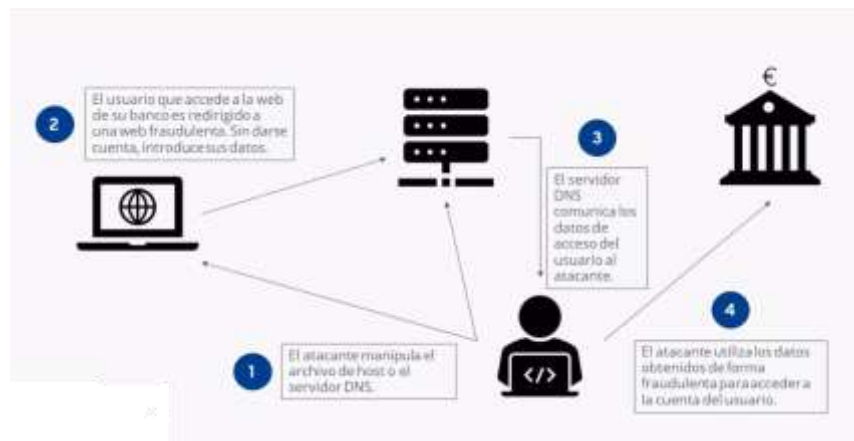 €
2
El usuario que accede a la web
de su banco es redirigido a
una web fraudulenta. Sin darse
cuenta, introduce sus datos.
3
El servidor
DNS
comunica los
datos de
acceso del
usuario al
atacante.
1
El atacante manipula el
archivo de host o el
servidor DNS.
</>
4
El atacante utiliza los datos
obtenidos de forma
fraudulenta para acceder a
la cuenta del usuario.